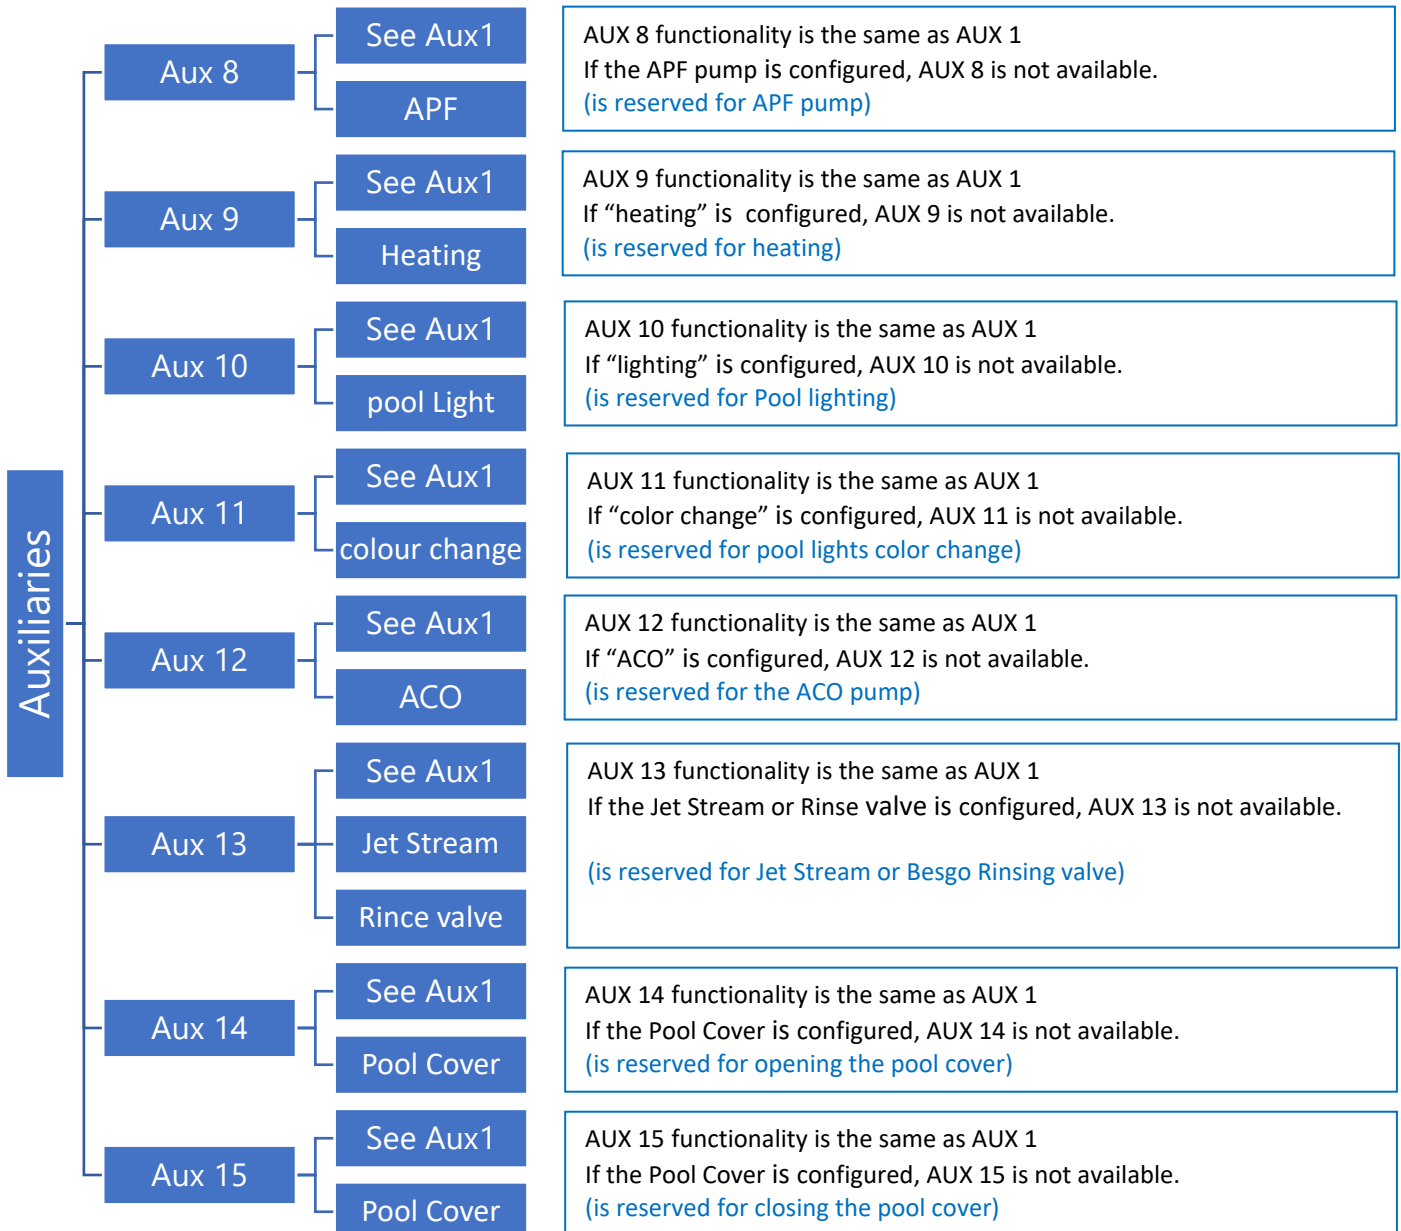 Auxiliaries
Aux 8
See Aux1
APF
AUX 8 functionality is the same as AUX 1
If the APF pump is configured, AUX 8 is not available.
(is reserved for APF pump)
Aux 9
See Aux1
Heating
AUX 9 functionality is the same as AUX 1
If “heating” is configured, AUX 9 is not available.
(is reserved for heating)
Aux 10
See Aux1
pool Light
AUX 10 functionality is the same as AUX 1
If “lighting” is configured, AUX 10 is not available.
(is reserved for Pool lighting)
Aux 11
See Aux1
colour change
AUX 11 functionality is the same as AUX 1
If “color change” is configured, AUX 11 is not available.
(is reserved for pool lights color change)
Aux 12
See Aux1
ACO
AUX 12 functionality is the same as AUX 1
If “ACO” is configured, AUX 12 is not available.
(is reserved for the ACO pump)
Aux 13
See Aux1
Jet Stream
Rince valve
AUX 13 functionality is the same as AUX 1
If the Jet Stream or Rinse valve is configured, AUX 13 is not available.
(is reserved for Jet Stream or Besgo Rinsing valve)
Aux 14
See Aux1
Pool Cover
AUX 14 functionality is the same as AUX 1
If the Pool Cover is configured, AUX 14 is not available.
(is reserved for opening the pool cover)
Aux 15
See Aux1
Pool Cover
AUX 15 functionality is the same as AUX 1
If the Pool Cover is configured, AUX 15 is not available.
(is reserved for closing the pool cover)